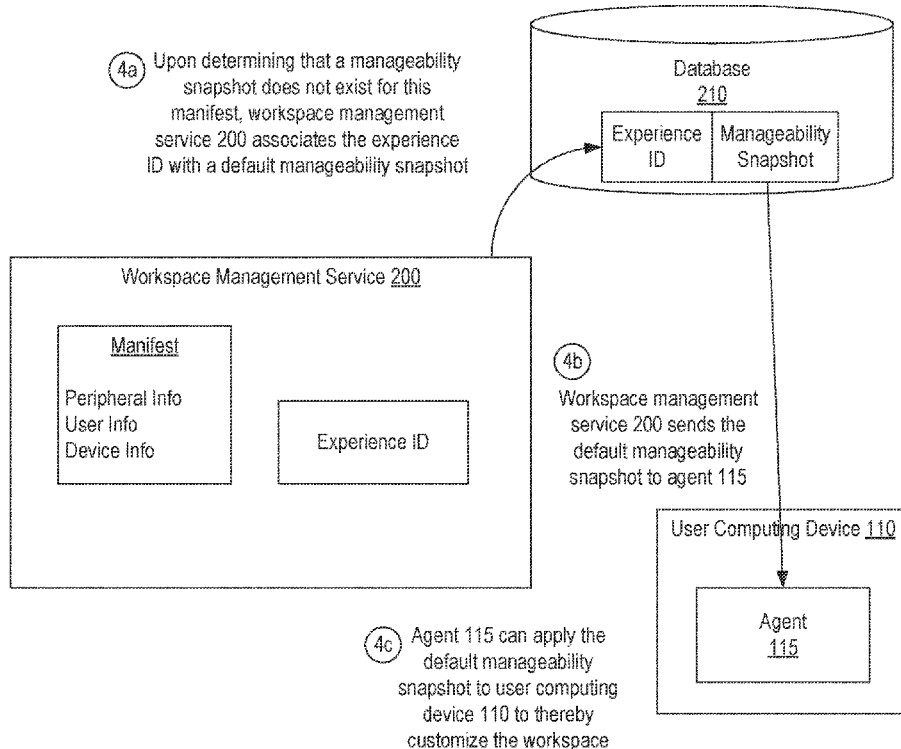 4a
Upon determining that a manageability
snapshot does not exist for this
manifest, workspace management
service 200 associates the experience
ID with a default manageability snapshot
Database
210
Experience
ID
Manageability
Snapshot
Workspace Management Service 200
Manifest
Peripheral Info
User Info
Device Info
Experience ID
4b
Workspace management
service 200 sends the
default manageability
snapshot to agent 115
User Computing Device 110
Agent
115
4c
Agent 115 can apply the
default manageability
snapshot to user computing
device 110 to thereby
customize the workspace